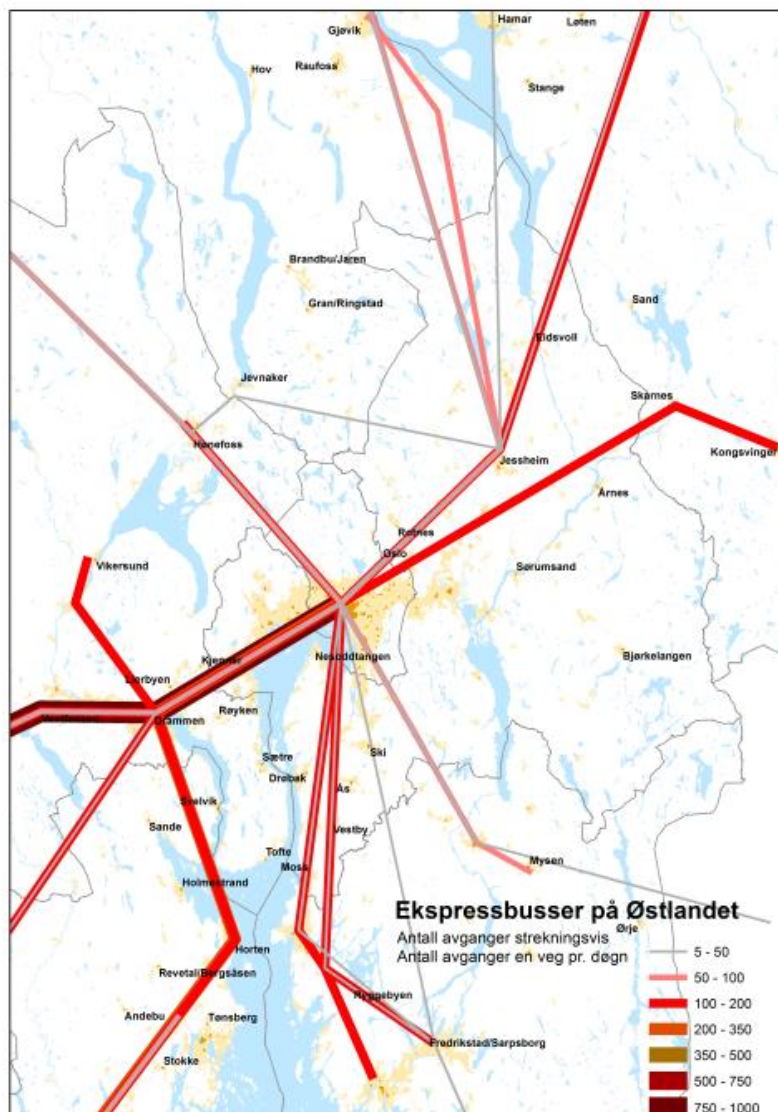 Gjøvik
Hamar
Løten
Raufoss
Hov
Stange
Brandbu/Jaren
Gran/Ringstad
Sand
Eidsvoll
Jevnaker
Skarnes
Hønefoss
Kongsvinger
Jessheim
Årnes
Rotnes
Oslo
Vikersund
Sørumsand
Nesoddtangen
Bjørkelangen
Kjenner
Lierbyen
Røyken
Drammen
Ski
Sætre
Drøbak
Ås
Svelvik
Sande
Vestby
Tofte
Moss
Mysen
Holmestrand
Ekspressbusser på Østlandet
Ørje
Antall avganger strekningsvis
Antall avganger en veg pr. døgn
Horten
Revetal/Bergsåsen
Ryggebyen
Andebu
Tønsberg
Fredrikstad/Sarpsborg
Stokke
5 - 50
50 - 100
100 - 200
200 - 350
350 - 500
500 - 750
750 - 1000